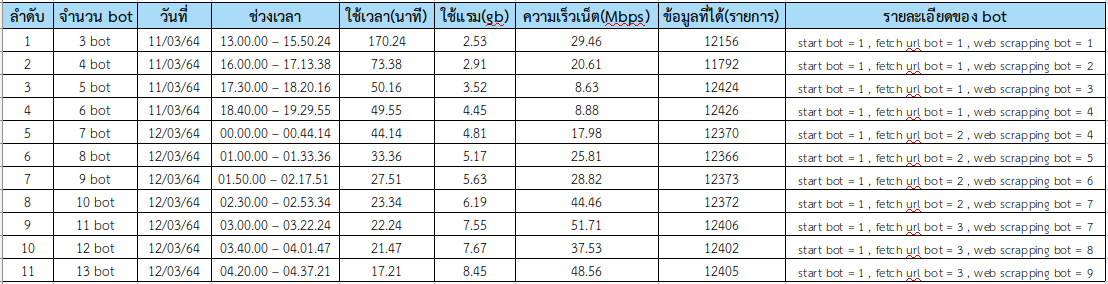 ลำดับ จำนวน bot วันที่ ช่วงเวลา ใช้เวลา(นาที) ใช้แรม(gb) ความเร็วเน็ต(Mbps) ข้อมูลที่ได้(รายการ) รายละเอียดของ bot
1 3 bot 11/03/64 13.00.00 – 15.50.24 170.24 2.53 29.46 12156 start bot = 1 , fetch url bot = 1 , web scrapping bot = 1
2 4 bot 11/03/64 16.00.00 – 17.13.38 73.38 2.91 20.61 11792 start bot = 1 , fetch url bot = 1 , web scrapping bot = 2
3 5 bot 11/03/64 17.30.00 – 18.20.16 50.16 3.52 8.63 12424 start bot = 1 , fetch url bot = 1 , web scrapping bot = 3
4 6 bot 11/03/64 18.40.00 – 19.29.55 49.55 4.45 8.88 12426 start bot = 1 , fetch url bot = 1 , web scrapping bot = 4
5 7 bot 12/03/64 00.00.00 – 00.44.14 44.14 4.81 17.98 12370 start bot = 1 , fetch url bot = 2 , web scrapping bot = 4
6 8 bot 12/03/64 01.00.00 – 01.33.36 33.36 5.17 25.81 12366 start bot = 1 , fetch url bot = 2 , web scrapping bot = 5
7 9 bot 12/03/64 01.50.00 – 02.17.51 27.51 5.63 28.82 12373 start bot = 1 , fetch url bot = 2 , web scrapping bot = 6
8 10 bot 12/03/64 02.30.00 – 02.53.34 23.34 6.19 44.46 12372 start bot = 1 , fetch url bot = 2 , web scrapping bot = 7
9 11 bot 12/03/64 03.00.00 – 03.22.24 22.24 7.55 51.71 12406 start bot = 1 , fetch url bot = 3 , web scrapping bot = 7
10 12 bot 12/03/64 03.40.00 – 04.01.47 21.47 7.67 37.53 12402 start bot = 1 , fetch url bot = 3 , web scrapping bot = 8
11 13 bot 12/03/64 04.20.00 – 04.37.21 17.21 8.45 48.56 12405 start bot = 1 , fetch url bot = 3 , web scrapping bot = 9